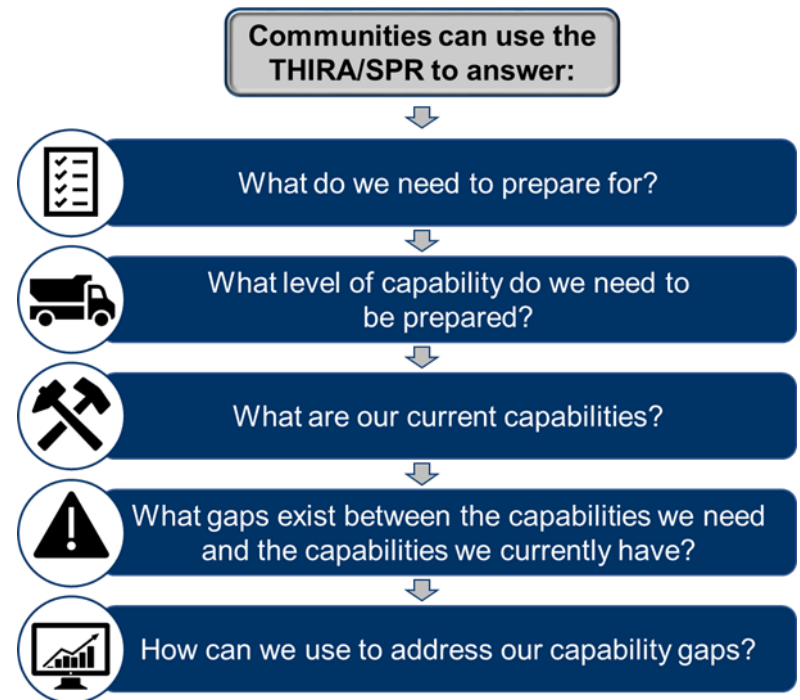 Communities can use the
THIRA/SPR to answer:
What do we need to prepare for?
What level of capability do we need to
be prepared?
What are our current capabilities?
What gaps exist between the capabilities we need
and the capabilities we currently have?
How can we use to address our capability gaps?